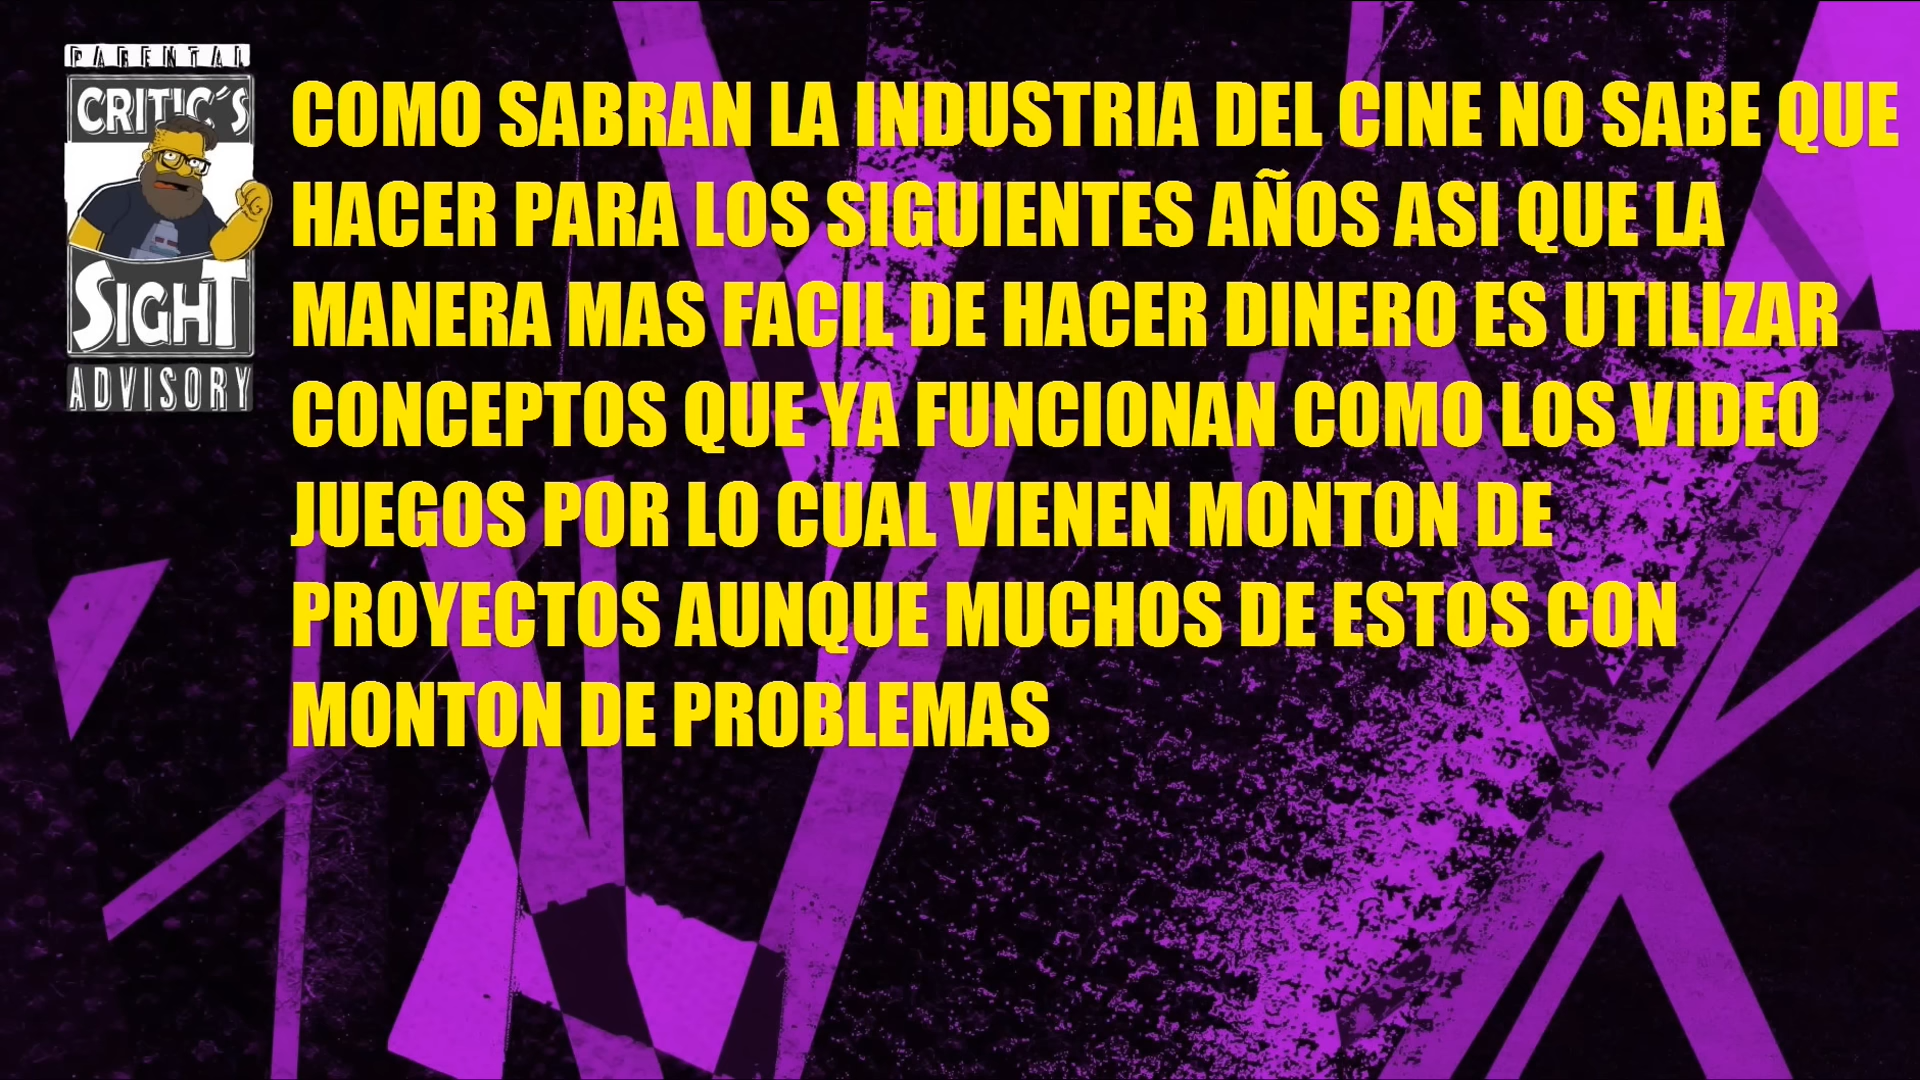 PARENTAL
CRITIC´S
SIGHT
ADVISORY
COMO SABRAN LA INDUSTRIA DEL CINE NO SABE QUE
HACER PARA LOS SIGUIENTES AÑOS ASI QUE LA
MANERA MAS FACIL DE HACER DINERO ES UTILIZAR
CONCEPTOS QUE YA FUNCIONAN COMO LOS VIDEO
JUEGOS POR LO CUAL VIENEN MONTON DE
PROYECTOS AUNQUE MUCHOS DE ESTOS CON
MONTON DE PROBLEMAS